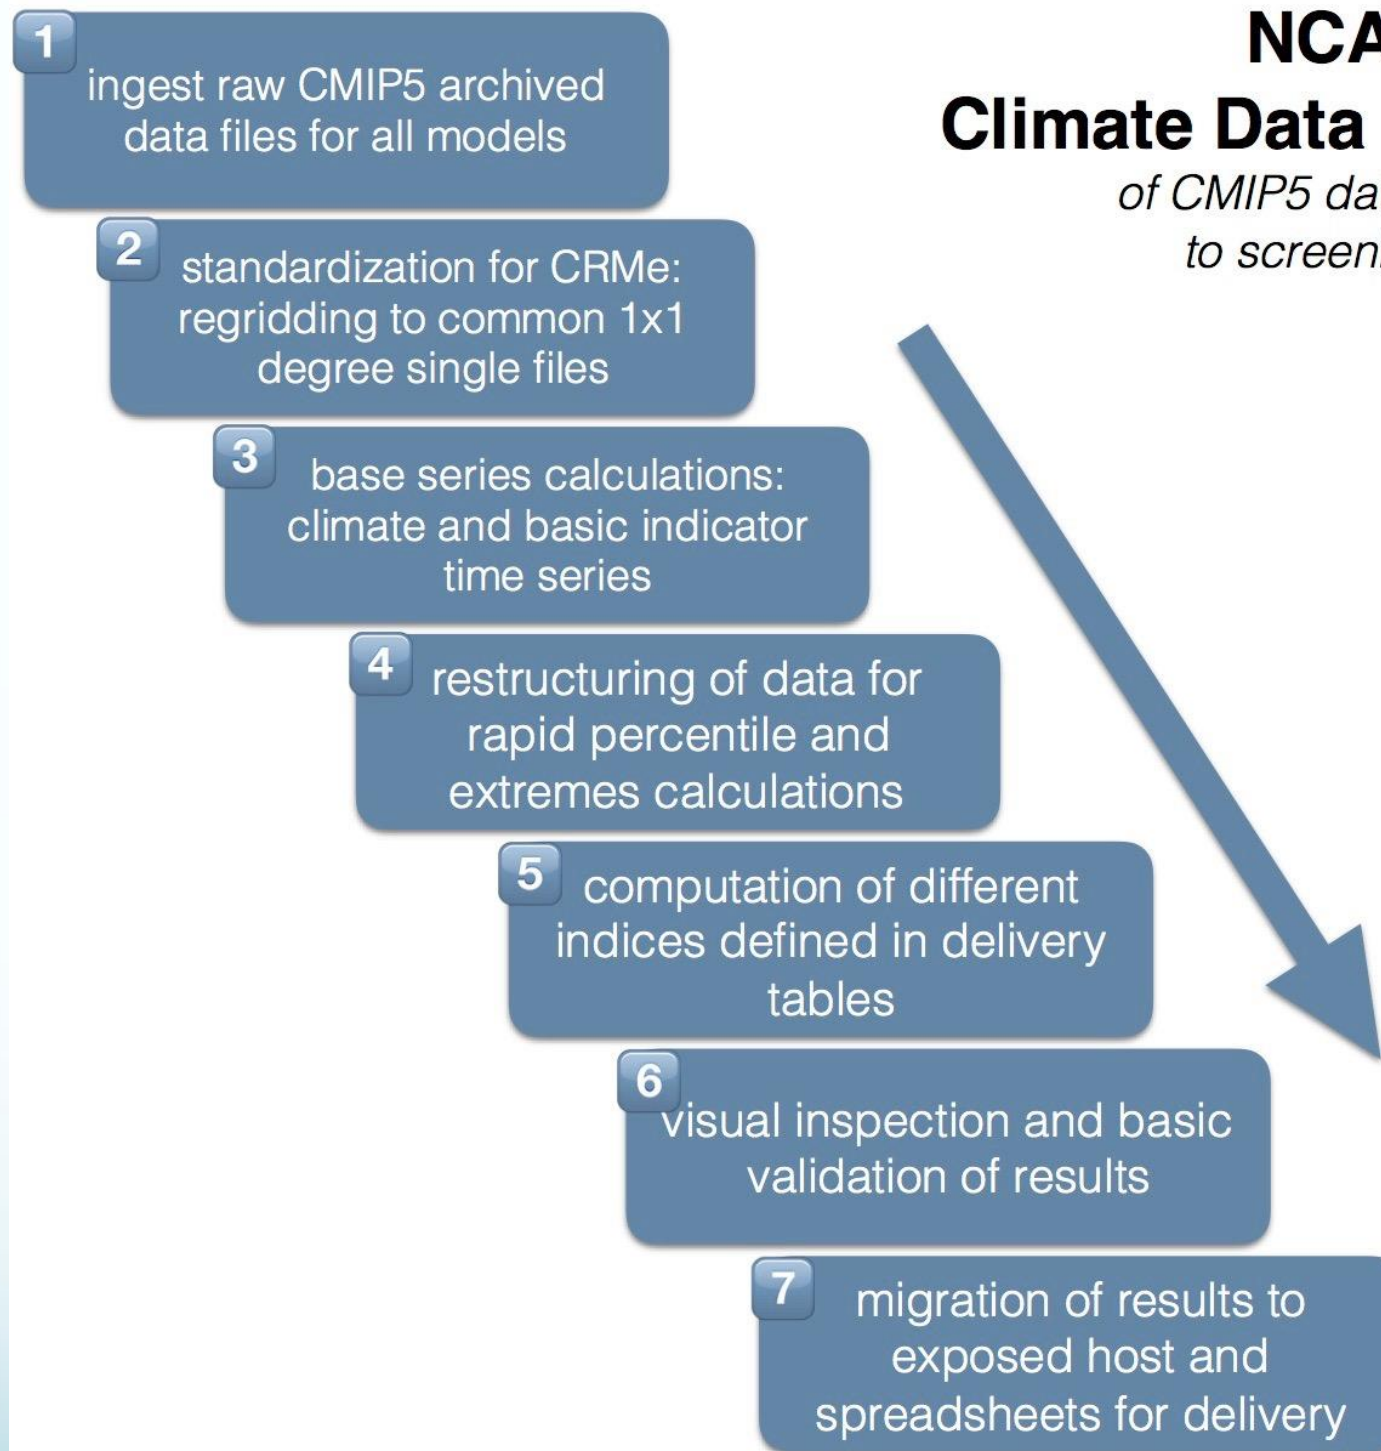 NCA
Climate Data
of CMIP5 da
to screen
1
ingest raw CMIP5 archived
data files for all models
2
standardization for CRMe:
regridding to common 1x1
degree single files
3
base series calculations:
climate and basic indicator
time series
4
restructuring of data for
rapid percentile and
extremes calculations
5
computation of different
indices defined in delivery
tables
6
visual inspection and basic
validation of results
7
migration of results to
exposed host and
spreadsheets for delivery